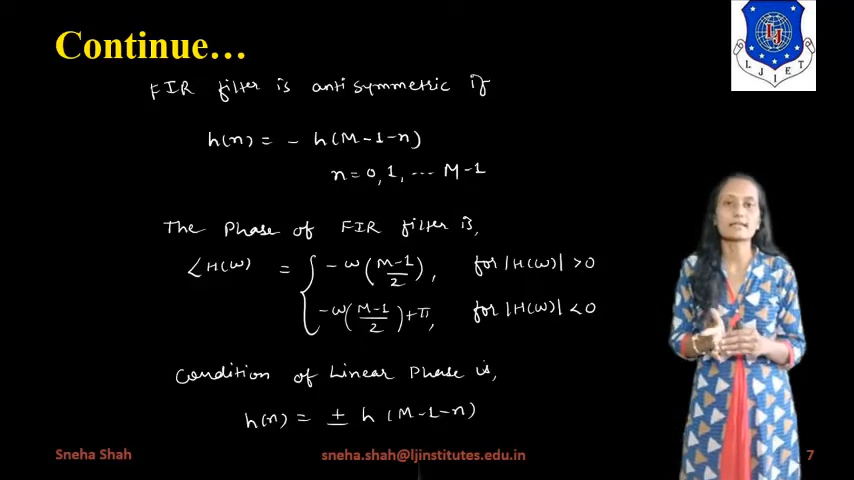 Continue...
LJIET
FIR filter is antisymmetric if
h(n) = - h(M-1-n)
n = 0, 1, ... M-1
The Phase of FIR filter is,
∠H(ω) = { -ω(M-1/2), for |H(ω)| > 0
-ω(M-1/2)+π, for |H(ω)| < 0
Condition of Linear Phase is,
h(n) = ± h (M-1-n)
Sneha Shah sneha.shah@ljinstitutes.edu.in 7